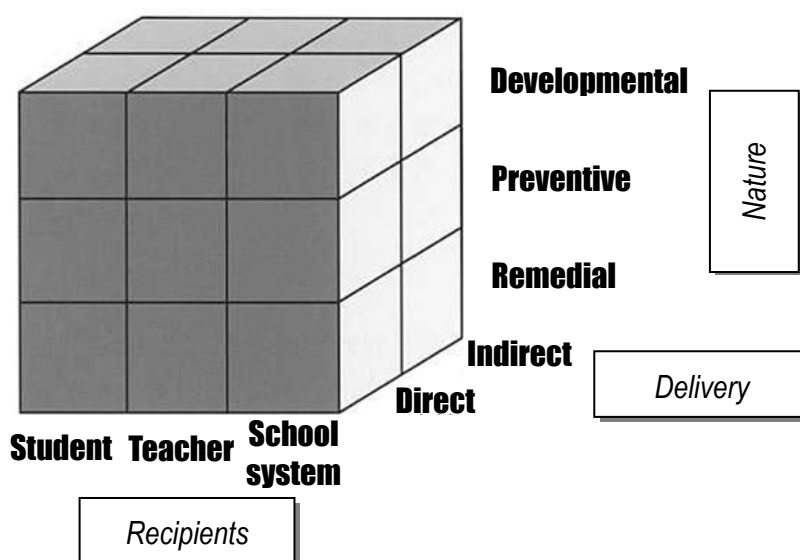 Developmental
Nature
Preventive
Remedial
Indirect
Delivery
Direct
Student
Teacher
School
system
Recipients